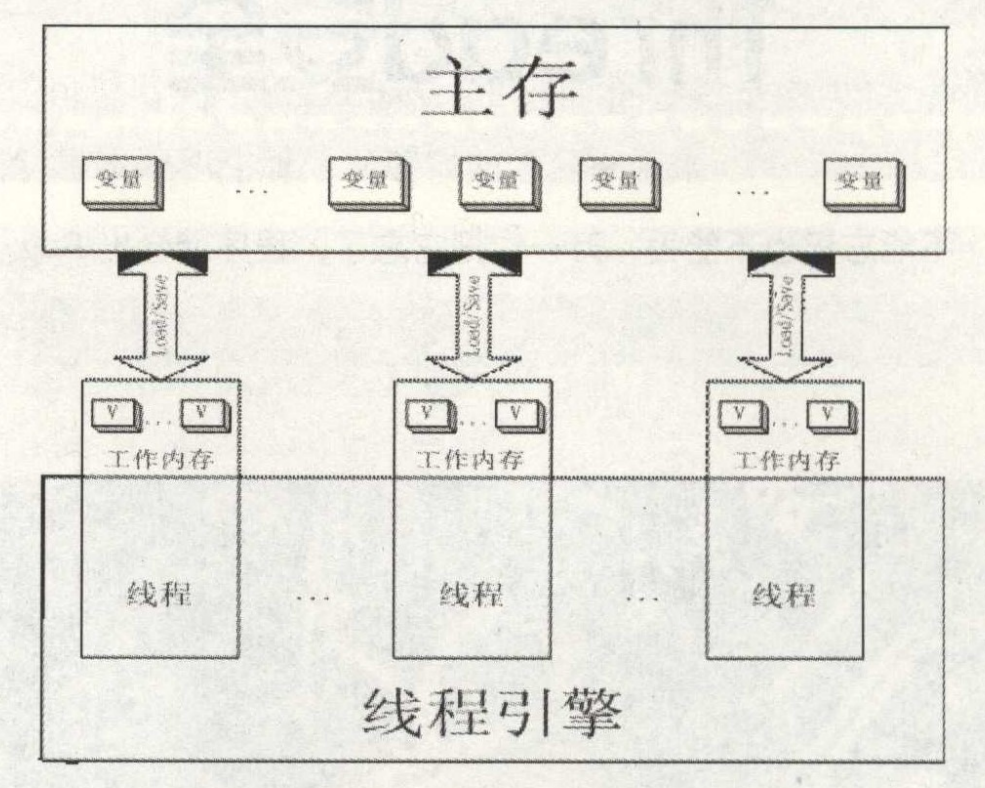 主存
变量 ... 变量 变量 变量 ... 变量
Load/Save Load/Save Load/Save
V ... V V ... V V ... V
工作内存 工作内存 工作内存
线程 ... 线程 ... 线程
线程引擎